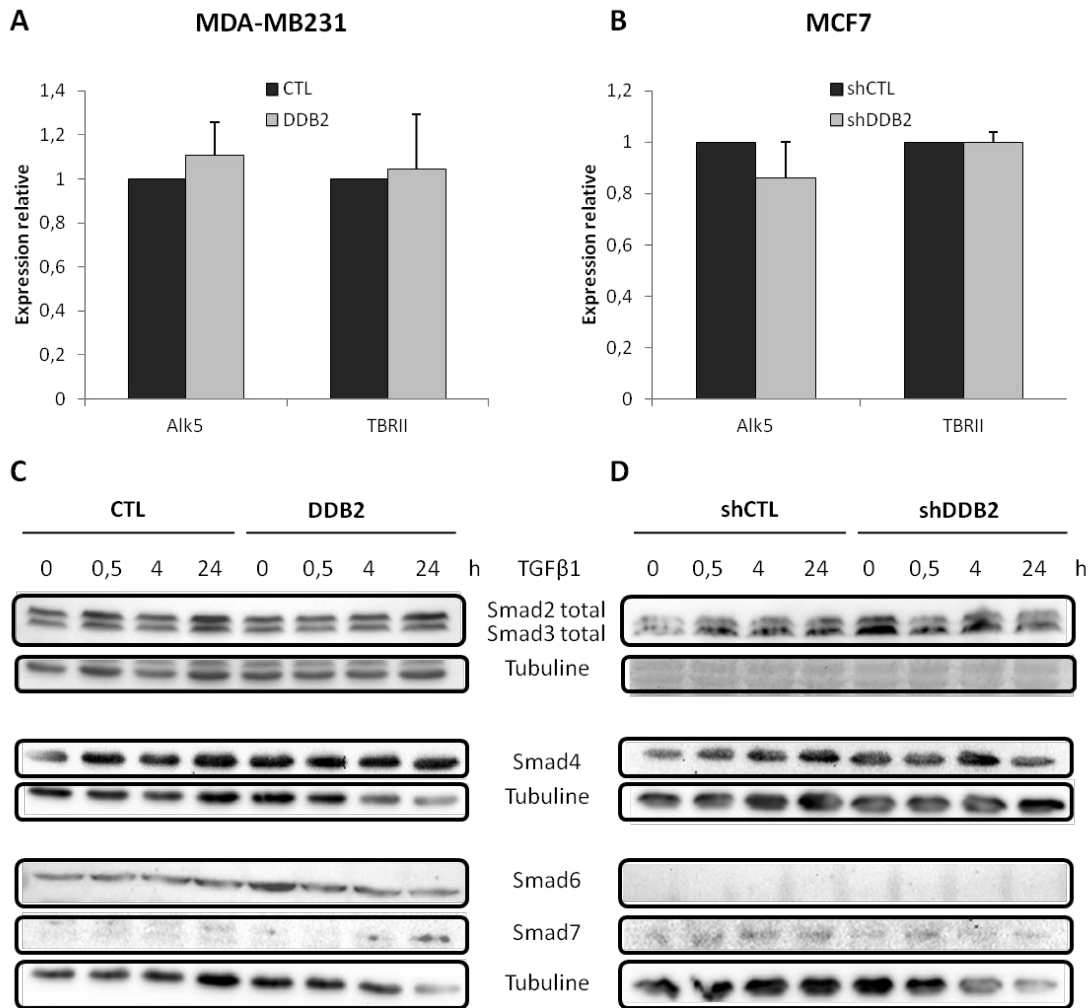 A
MDA-MB231
CTL
DDB2
1,4
1,2
1
0,8
0,6
0,4
0,2
0
Expression relative
Alk5 TBRII
B
MCF7
shCTL
shDDB2
1,2
1
0,8
0,6
0,4
0,2
0
Expression relative
Alk5 TBRII
C
CTL DDB2
0 0,5 4 24 0 0,5 4 24 h
TGFβ1
D
shCTL shDDB2
0 0,5 4 24 0 0,5 4 24 h
Smad2 total
Smad3 total
Tubuline
Smad4
Tubuline
Smad6
Smad7
Tubuline